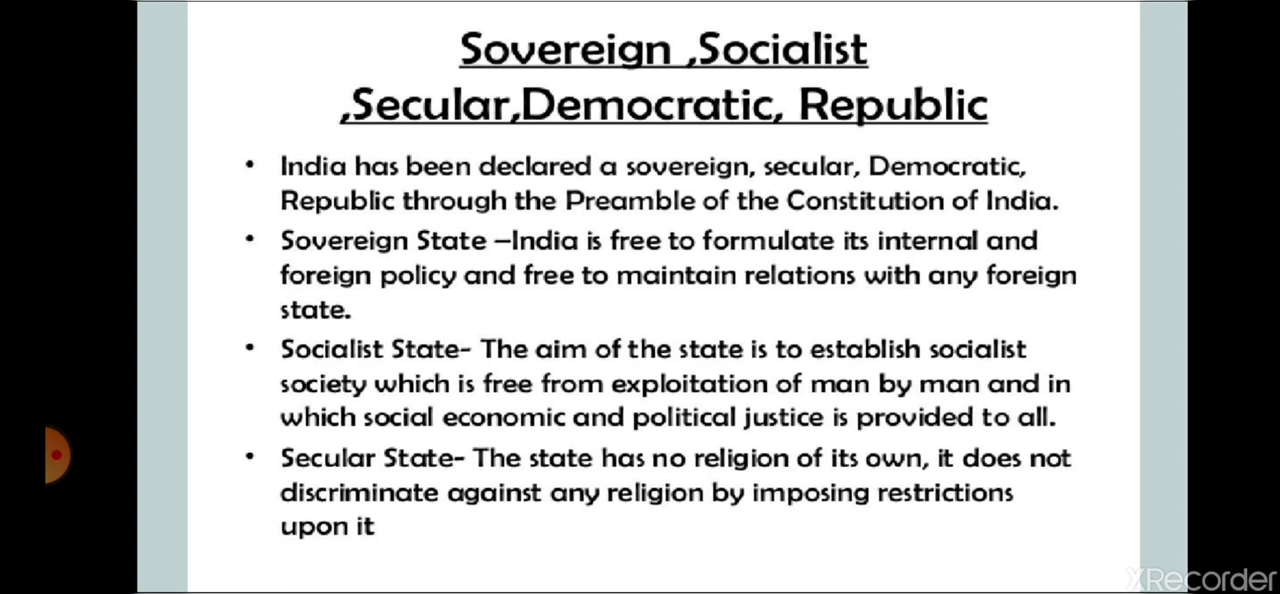 Sovereign ,Socialist
,Secular,Democratic, Republic
• India has been declared a sovereign, secular, Democratic,
Republic through the Preamble of the Constitution of India.
• Sovereign State –India is free to formulate its internal and
foreign policy and free to maintain relations with any foreign
state.
• Socialist State- The aim of the state is to establish socialist
society which is free from exploitation of man by man and in
which social economic and political justice is provided to all.
• Secular State- The state has no religion of its own, it does not
discriminate against any religion by imposing restrictions
upon it
XRecorder